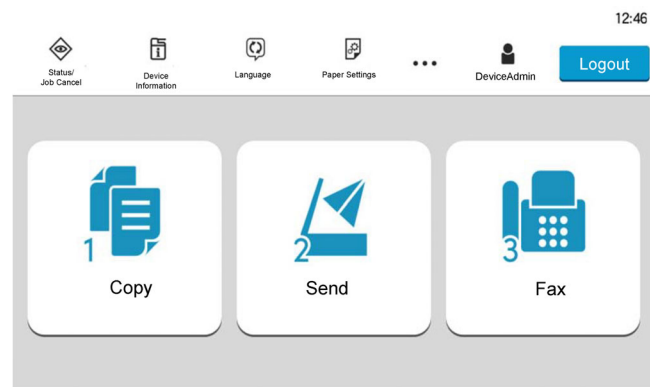 12:46
Status/
Job Cancel
Device
Information
Language
Paper Settings
DeviceAdmin
Logout
1
Copy
2
Send
3
Fax